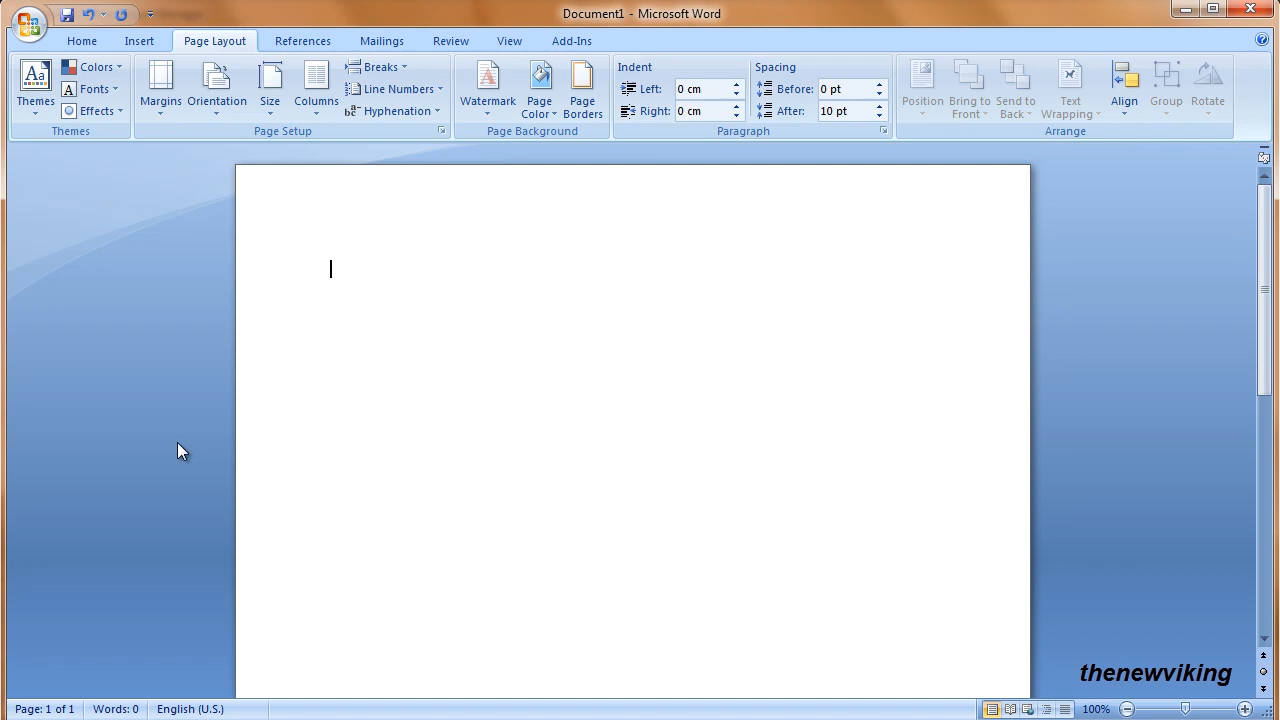 Document1 - Microsoft Word
Home Insert Page Layout References Mailings Review View Add-Ins
Themes
Colors
Fonts
Effects
Themes
Margins
Orientation
Size
Columns
Breaks
Line Numbers
Hyphenation
Page Setup
Watermark
Page Color
Page Borders
Page Background
Indent
Left: 0 cm
Right: 0 cm
Spacing
Before: 0 pt
After: 10 pt
Paragraph
Position
Bring to Front
Send to Back
Text Wrapping
Align
Group
Rotate
Arrange
thenewviking
Page: 1 of 1 Words: 0 English (U.S.) 100%